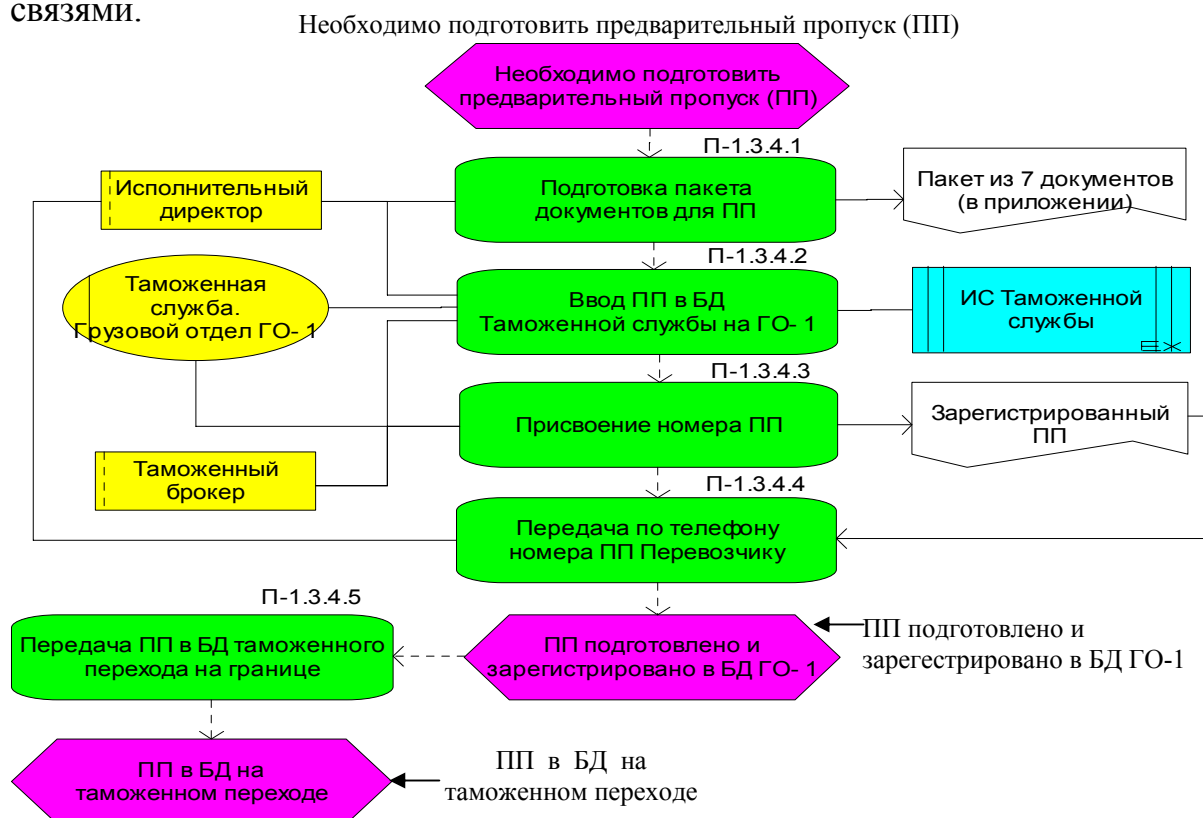 связями.
Необходимо подготовить предварительный пропуск (ПП)
Необходимо подготовить
предварительный пропуск (ПП)
П-1.3.4.1
Исполнительный
директор
Подготовка пакета
документов для ПП
Пакет из 7 документов
(в приложении)
П-1.3.4.2
Таможенная
служба.
Грузовой отдел ГО- 1
Ввод ПП в БД
Таможенной службы на ГО- 1
ИС Таможенной
службы
П-1.3.4.3
Присвоение номера ПП
Зарегистрированный
ПП
Таможенный
брокер
П-1.3.4.4
Передача по телефону
номера ПП Перевозчику
П-1.3.4.5
Передача ПП в БД таможенного
перехода на границе
ПП подготовлено и
зарегистрировано в БД ГО- 1
ПП подготовлено и
зарегестрировано в БД ГО-1
ПП в БД на
таможенном переходе
ПП в БД на
таможенном переходе